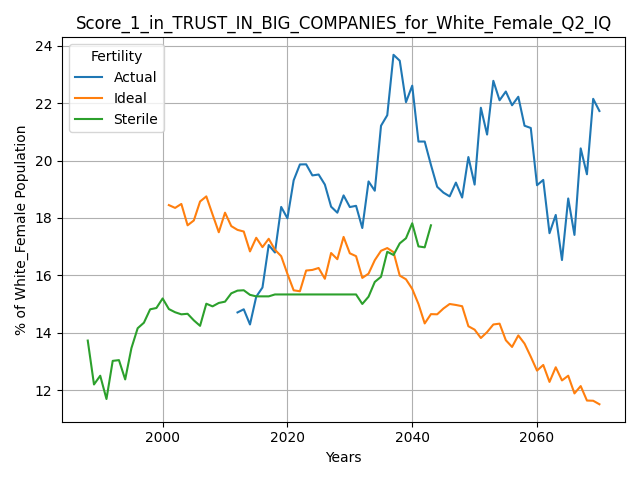 Score_1_in_TRUST_IN_BIG_COMPANIES_for_White_Female_Q2_IQ
Fertility
Actual
Ideal
Sterile
% of White_Female Population
24
22
20
18
16
14
12
2000
2020
2040
2060
Years